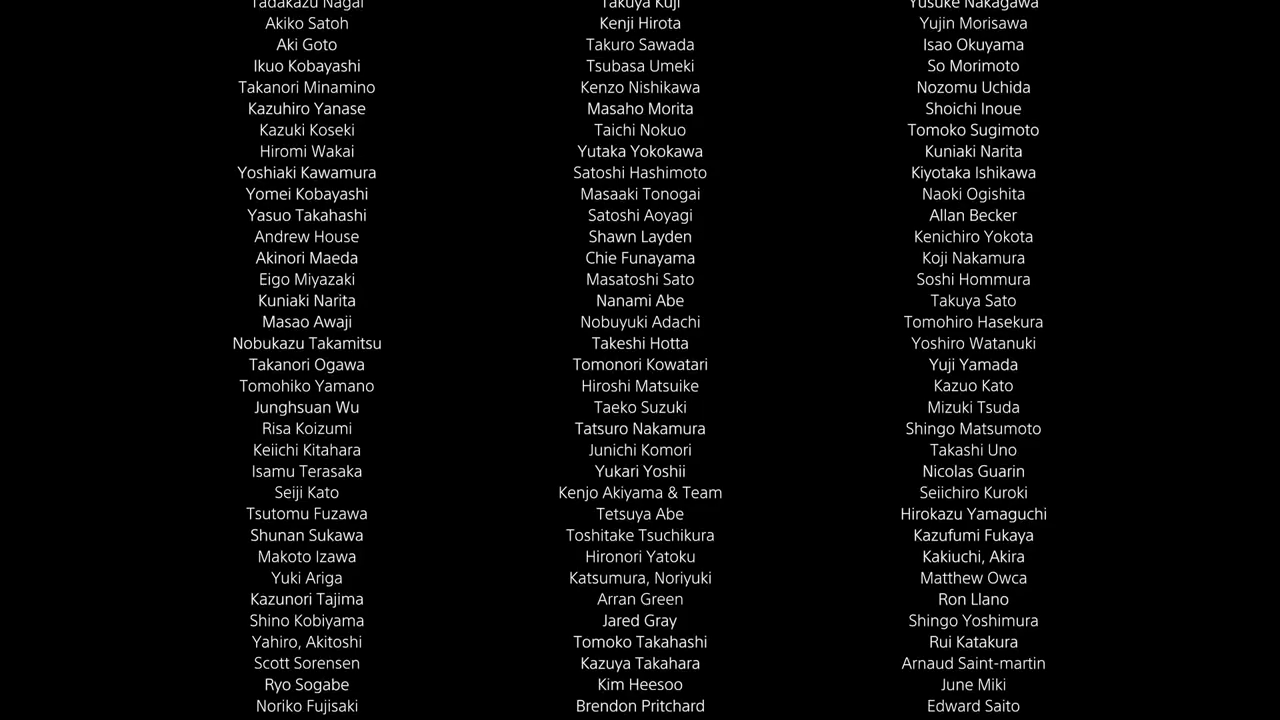 Tadakazu Nagai Takuya Kuji Yusuke Nakagawa
Akiko Satoh Kenji Hirota Yujin Morisawa
Aki Goto Takuro Sawada Isao Okuyama
Ikuo Kobayashi Tsubasa Umeki So Morimoto
Takanori Minamino Kenzo Nishikawa Nozomu Uchida
Kazuhiro Yanase Masaho Morita Shoichi Inoue
Kazuki Koseki Taichi Nokuo Tomoko Sugimoto
Hiromi Wakai Yutaka Yokokawa Kuniaki Narita
Yoshiaki Kawamura Satoshi Hashimoto Kiyotaka Ishikawa
Yomei Kobayashi Masaaki Tonogai Naoki Ogishita
Yasuo Takahashi Satoshi Aoyagi Allan Becker
Andrew House Shawn Layden Kenichiro Yokota
Akinori Maeda Chie Funayama Koji Nakamura
Eigo Miyazaki Masatoshi Sato Soshi Hommura
Kuniaki Narita Nanami Abe Takuya Sato
Masao Awaji Nobuyuki Adachi Tomohiro Hasekura
Nobukazu Takamitsu Takeshi Hotta Yoshiro Watanuki
Takanori Ogawa Tomonori Kowatari Yuji Yamada
Tomohiko Yamano Hiroshi Matsuike Kazuo Kato
Junghsuan Wu Taeko Suzuki Mizuki Tsuda
Risa Koizumi Tatsuro Nakamura Shingo Matsumoto
Keiichi Kitahara Junichi Komori Takashi Uno
Isamu Terasaka Yukari Yoshii Nicolas Guarin
Seiji Kato Kenjo Akiyama & Team Seiichiro Kuroki
Tsutomu Fuzawa Tetsuya Abe Hirokazu Yamaguchi
Shunan Sukawa Toshitake Tsuchikura Kazufumi Fukaya
Makoto Izawa Hironori Yatoku Kakiuchi, Akira
Yuki Ariga Katsumura, Noriyuki Matthew Owca
Kazunori Tajima Arran Green Ron Llano
Shino Kobiyama Jared Gray Shingo Yoshimura
Yahiro, Akitoshi Tomoko Takahashi Rui Katakura
Scott Sorensen Kazuya Takahara Arnaud Saint-martin
Ryo Sogabe Kim Heesoo June Miki
Noriko Fujisaki Brendon Pritchard Edward Saito